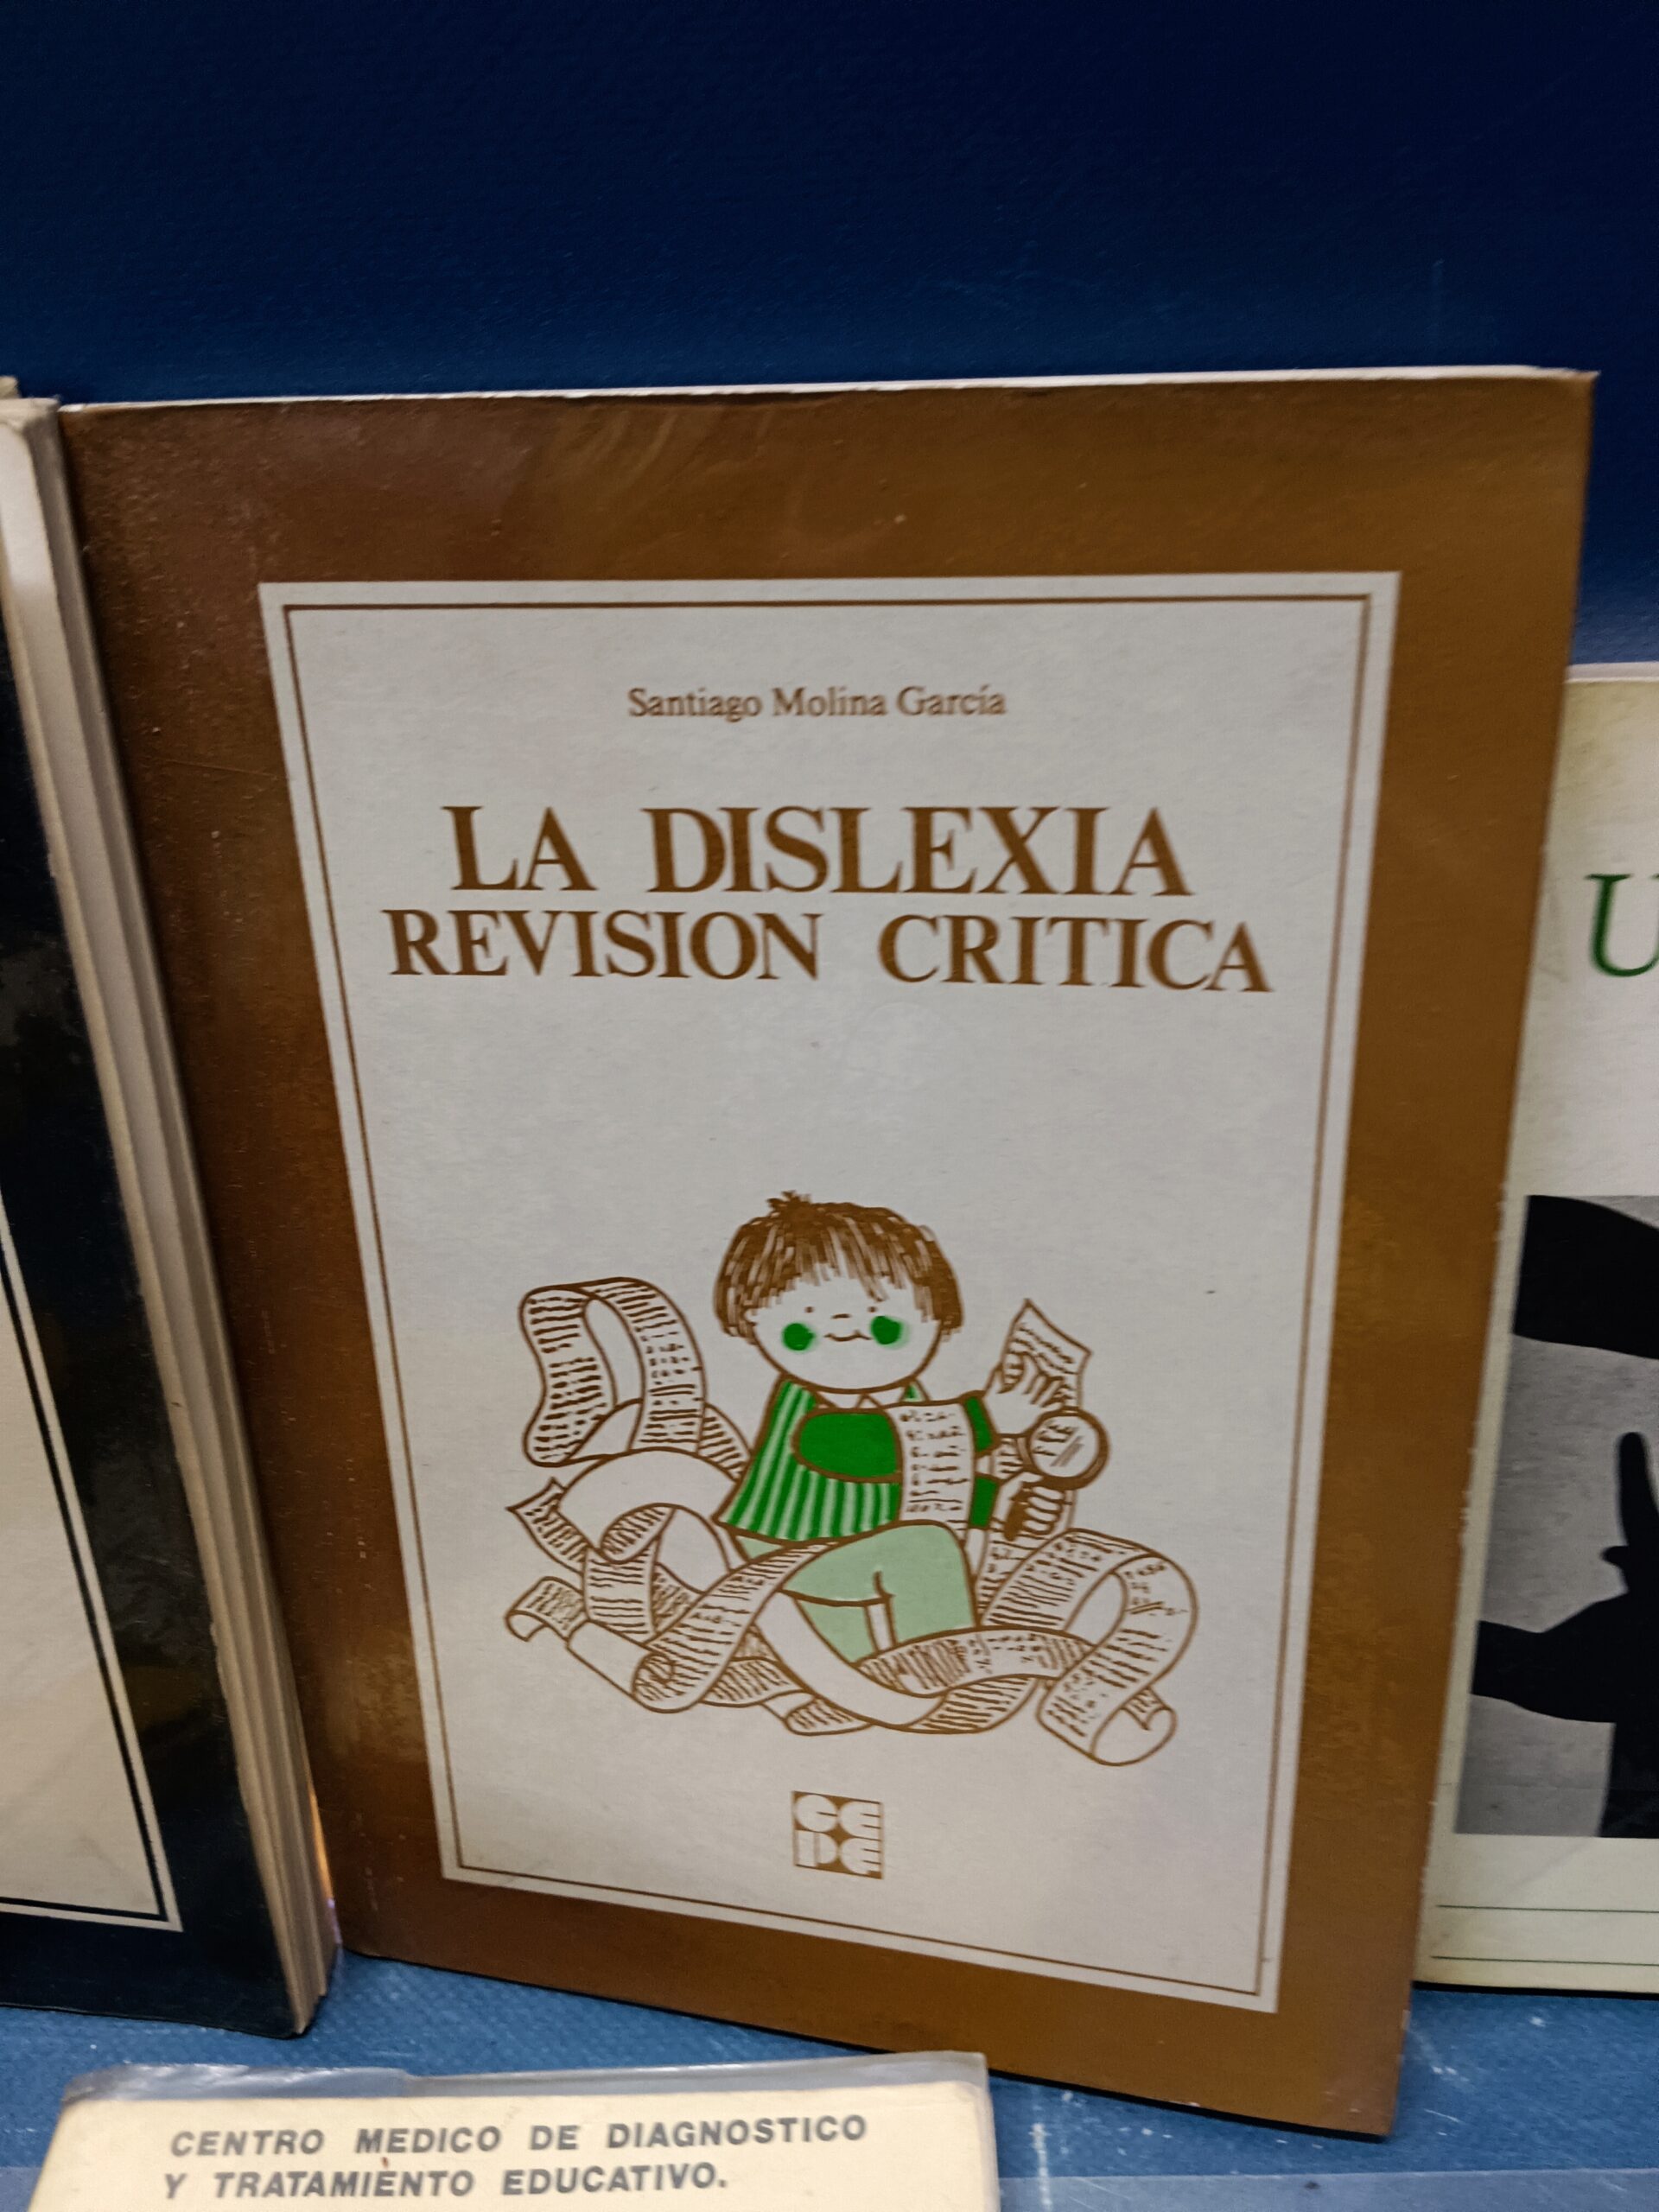 Santiago Molina García
LA DISLEXIA
REVISION CRITICA
CE
DE
U
CENTRO MEDICO DE DIAGNOSTICO
Y TRATAMIENTO EDUCATIVO.